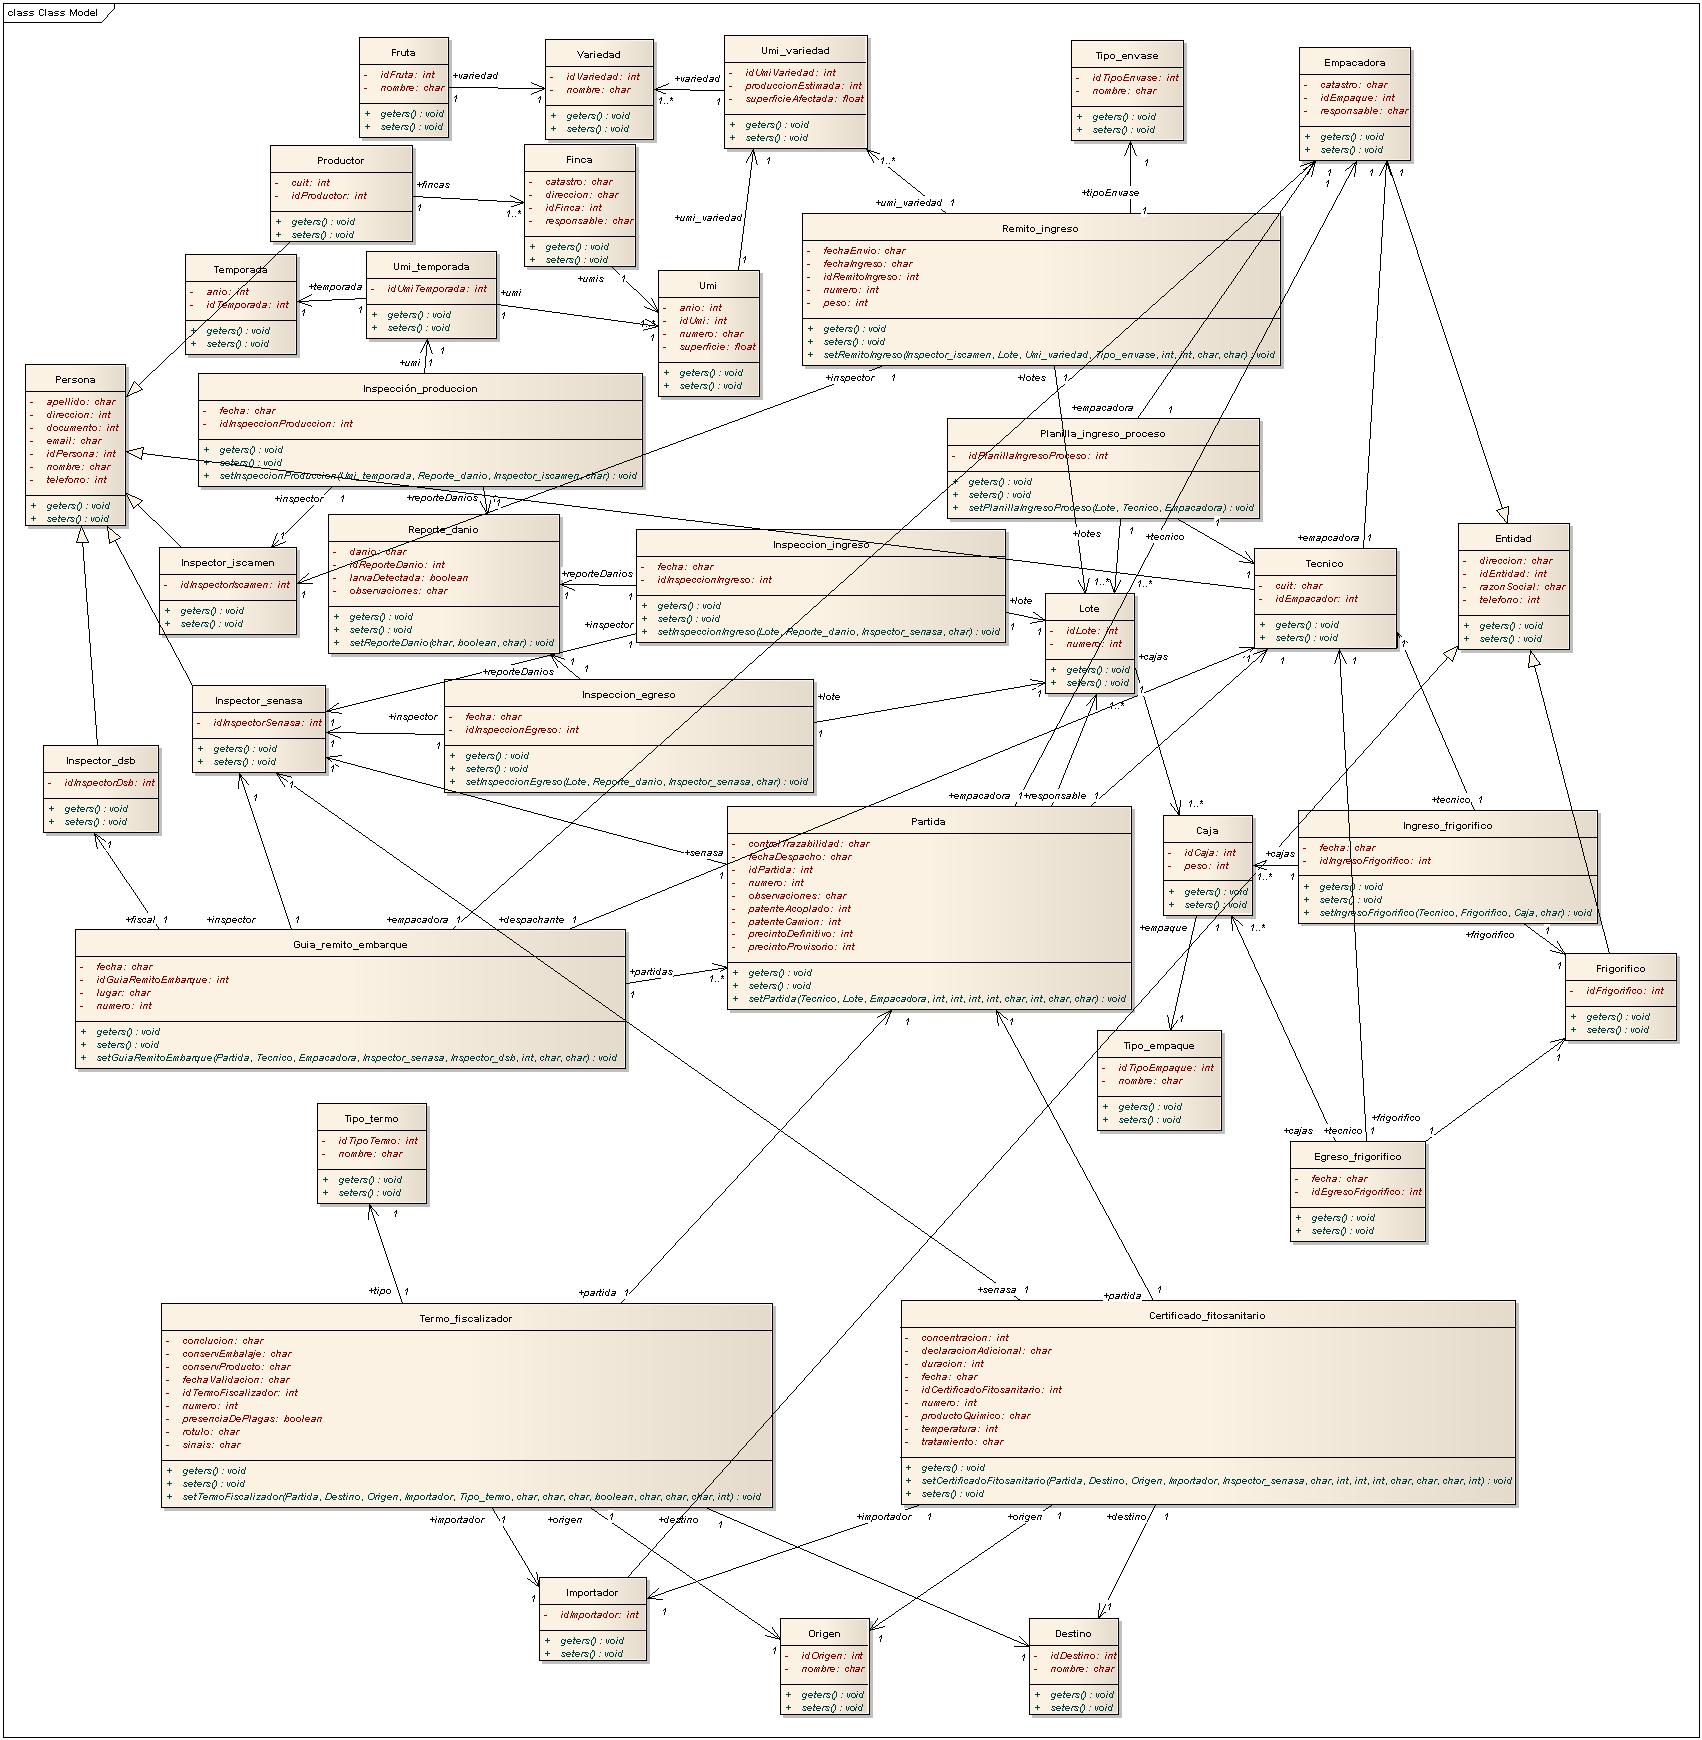 class Class Model
Fruta
- idFruta: int
- nombre: char
+ geters() : void
+ seters() : void
+variedad
1
1
Variedad
- idVariedad: int
- nombre: char
+ geters() : void
+ seters() : void
+variedad
1..*
1
Umi_variedad
- idUmiVariedad: int
- produccionEstimada: int
- superficieAfectada: float
+ geters() : void
+ seters() : void
Tipo_envase
- idTipoEnvase: int
- nombre: char
+ geters() : void
+ seters() : void
Empacadora
- catastro: char
- idEmpaque: int
- responsable: char
+ geters() : void
+ seters() : void
Productor
- cuit: int
- idProductor: int
+ geters() : void
+ seters() : void
+fincas
1
1..*
Finca
- catastro: char
- direccion: char
- idFinca: int
- responsable: char
+ geters() : void
+ seters() : void
+umis
1
+umi_variedad
1
1
+umi_variedad 1
1..*
+tipoEnvase
1
1
Remito_ingreso
- fechaEnvio: char
- fechaIngreso: char
- idRemitoIngreso: int
- numero: int
- peso: int
+ geters() : void
+ seters() : void
+ setRemitoIngreso(Inspector_iscamen, Lote, Umi_variedad, Tipo_envase, int, int, char, char) : void
Temporada
- anio: int
- idTemporada: int
+ geters() : void
+ seters() : void
+temporada
1
1
Umi_temporada
- idUmiTemporada: int
+ geters() : void
+ seters() : void
+umi
1
1..*
1
Umi
- anio: int
- idUmi: int
- numero: char
- superficie: float
+ geters() : void
+ seters() : void
+umi 1
1
Persona
- apellido: char
- direccion: int
- documento: int
- email: char
- idPersona: int
- nombre: char
- telefono: int
+ geters() : void
+ seters() : void
Inspección_produccion
- fecha: char
- idInspeccionProduccion: int
+ geters() : void
+ seters() : void
+ setInspeccionProduccion(Umi_temporada, Reporte_danio, Inspector_iscamen, char) : void
+inspector 1
+reporteDanios 1
+inspector 1
+lotes 1
+empacadora 1
Planilla_ingreso_proceso
- idPlanillaIngresoProceso: int
+ geters() : void
+ seters() : void
+ setPlanillaIngresoProceso(Lote, Tecnico, Empacadora) : void
+lotes 1
+tecnico 1
+emapcadora 1
Inspector_iscamen
- idInspectorIscamen: int
+ geters() : void
+ seters() : void
Reporte_danio
- danio: char
- idReporteDanio: int
- larvaDetectada: boolean
- observaciones: char
+ geters() : void
+ seters() : void
+ setReporteDanio(char, boolean, char) : void
+reporteDanios
1
1
Inspeccion_ingreso
- fecha: char
- idInspeccionIngreso: int
+ geters() : void
+ seters() : void
+ setInspeccionIngreso(Lote, Reporte_danio, Inspector_senasa, char) : void
+inspector
1
+lote
1
1
1..*
1..*
Lote
- idLote: int
- numero: int
+ geters() : void
+ seters() : void
+cajas
1
Tecnico
- cuit: char
- idEmpacador: int
+ geters() : void
+ seters() : void
Entidad
- direccion: char
- idEntidad: int
- razonSocial: char
- telefono: int
+ geters() : void
+ seters() : void
Inspector_senasa
- idInspectorSenasa: int
+ geters() : void
+ seters() : void
+reporteDanios 1
+inspector
1
1
Inspeccion_egreso
- fecha: char
- idInspeccionEgreso: int
+ geters() : void
+ seters() : void
+ setInspeccionEgreso(Lote, Reporte_danio, Inspector_senasa, char) : void
+lote
1
1
1..*
Inspector_dsb
- idInspectorDsb: int
+ geters() : void
+ seters() : void
+empacadora 1
+responsable 1
+senasa
1
Partida
- controlTrazabilidad: char
- fechaDespacho: char
- idPartida: int
- numero: int
- observaciones: char
- patenteAcoplado: int
- patenteCamion: int
- precintoDefinitivo: int
- precintoProvisorio: int
+ geters() : void
+ seters() : void
+ setPartida(Tecnico, Lote, Empacadora, int, int, int, int, char, int, char, char) : void
1..*
Caja
- idCaja: int
- peso: int
+ geters() : void
+ seters() : void
+cajas
1..*
1
+tecnico 1
Ingreso_frigorifico
- fecha: char
- idIngresoFrigorifico: int
+ geters() : void
+ seters() : void
+ setIngresoFrigorifico(Tecnico, Frigorifico, Caja, char) : void
+frigorifico
1
1
+fiscal 1
+inspector 1
+empacadora 1
+despachante 1
Guia_remito_embarque
- fecha: char
- idGuiaRemitoEmbarque: int
- lugar: char
- numero: int
+ geters() : void
+ seters() : void
+ setGuiaRemitoEmbarque(Partida, Tecnico, Empacadora, Inspector_senasa, Inspector_dsb, int, char, char) : void
+partidas
1
1..*
+empaque
1
1
1..*
Frigorifico
- idFrigorifico: int
+ geters() : void
+ seters() : void
Tipo_empaque
- idTipoEmpaque: int
- nombre: char
+ geters() : void
+ seters() : void
+frigorifico
+cajas
+tecnico 1
1
1
Egreso_frigorifico
- fecha: char
- idEgresoFrigorifico: int
+ geters() : void
+ seters() : void
Tipo_termo
- idTipoTermo: int
- nombre: char
+ geters() : void
+ seters() : void
1
+tipo 1
+partida 1
1
+senasa 1
+partida 1
1
Termo_fiscalizador
- conclucion: char
- conservEmbalaje: char
- conservProducto: char
- fechaValidacion: char
- idTermoFiscalizador: int
- numero: int
- presenciaDePlagas: boolean
- rotulo: char
- sinais: char
+ geters() : void
+ seters() : void
+ setTermoFiscalizador(Partida, Destino, Origen, Importador, Tipo_termo, char, char, char, boolean, char, char, char, int) : void
Certificado_fitosanitario
- concentracion: int
- declaracionAdicional: char
- duracion: int
- fecha: char
- idCertificadoFitosanitario: int
- numero: int
- productoQuimico: char
- temperatura: int
- tratamiento: char
+ geters() : void
+ setCertificadoFitosanitario(Partida, Destino, Origen, Importador, Inspector_senasa, char, int, int, int, char, char, char, int) : void
+ seters() : void
+importador 1
+origen 1
+destino 1
+importador 1
+origen 1
+destino 1
Importador
- idImportador: int
+ geters() : void
+ seters() : void
1
1
Origen
- idOrigen: int
- nombre: char
+ geters() : void
+ seters() : void
1
1
Destino
- idDestino: int
- nombre: char
+ geters() : void
+ seters() : void
1
1